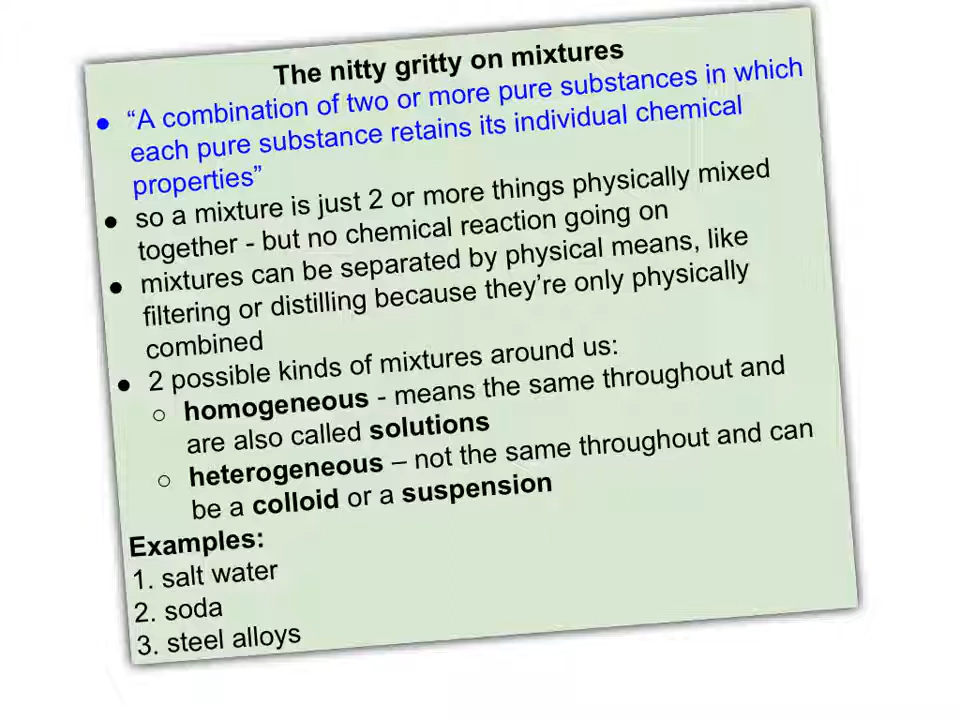 The nitty gritty on mixtures
● “A combination of two or more pure substances in which
each pure substance retains its individual chemical
properties”
● so a mixture is just 2 or more things physically mixed
together - but no chemical reaction going on
● mixtures can be separated by physical means, like
filtering or distilling because they’re only physically
combined
● 2 possible kinds of mixtures around us:
○ homogeneous - means the same throughout and
are also called solutions
○ heterogeneous – not the same throughout and can
be a colloid or a suspension
Examples:
1. salt water
2. soda
3. steel alloys